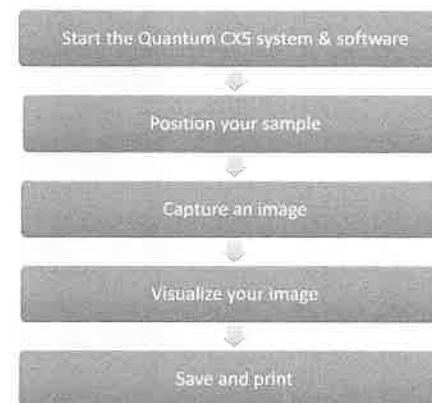 Start the Quantum CX5 system & software
Position your sample
Capture an image
Visualize your image
Save and print